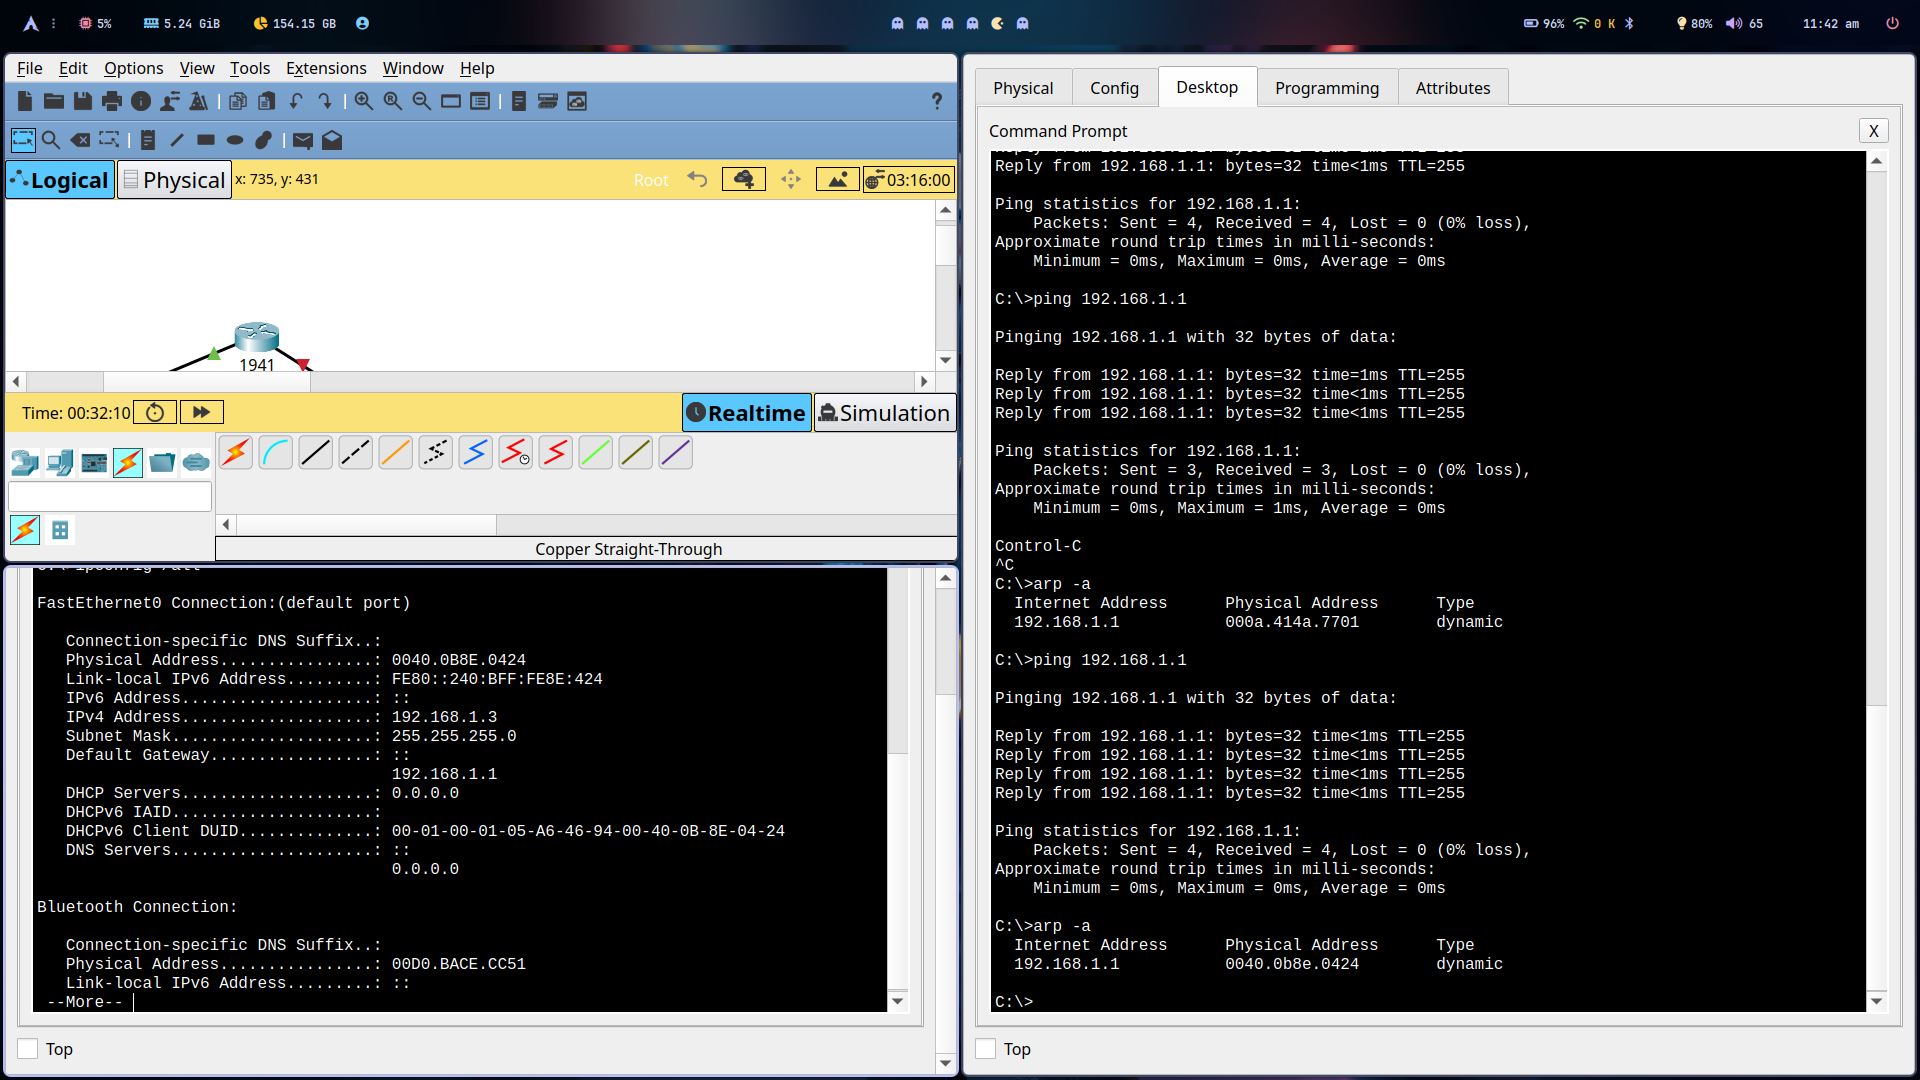 5%
5.24 GiB
154.15 GB
96%
0 K
80%
65
11:42 am
File Edit Options View Tools Extensions Window Help
?
Logical
Physical
x: 735, y: 431
Root
03:16:00
1941
Time: 00:32:10
Realtime
Simulation
Copper Straight-Through
FastEthernet0 Connection:(default port)
Connection-specific DNS Suffix..:
Physical Address................: 0040.0B8E.0424
Link-local IPv6 Address.........: FE80::240:BFF:FE8E:424
IPv6 Address....................: ::
IPv4 Address....................: 192.168.1.3
Subnet Mask.....................: 255.255.255.0
Default Gateway.................: ::
192.168.1.1
DHCP Servers....................: 0.0.0.0
DHCPv6 IAID.....................:
DHCPv6 Client DUID..............: 00-01-00-01-05-A6-46-94-00-40-0B-8E-04-24
DNS Servers.....................: ::
0.0.0.0
Bluetooth Connection:
Connection-specific DNS Suffix..:
Physical Address................: 00D0.BACE.CC51
Link-local IPv6 Address.........: ::
--More--
Top
Physical Config Desktop Programming Attributes
Command Prompt
X
Reply from 192.168.1.1: bytes=32 time<1ms TTL=255
Ping statistics for 192.168.1.1:
Packets: Sent = 4, Received = 4, Lost = 0 (0% loss),
Approximate round trip times in milli-seconds:
Minimum = 0ms, Maximum = 0ms, Average = 0ms
C:\>ping 192.168.1.1
Pinging 192.168.1.1 with 32 bytes of data:
Reply from 192.168.1.1: bytes=32 time=1ms TTL=255
Reply from 192.168.1.1: bytes=32 time<1ms TTL=255
Reply from 192.168.1.1: bytes=32 time<1ms TTL=255
Ping statistics for 192.168.1.1:
Packets: Sent = 3, Received = 3, Lost = 0 (0% loss),
Approximate round trip times in milli-seconds:
Minimum = 0ms, Maximum = 1ms, Average = 0ms
Control-C
^C
C:\>arp -a
Internet Address Physical Address Type
192.168.1.1 000a.414a.7701 dynamic
C:\>ping 192.168.1.1
Pinging 192.168.1.1 with 32 bytes of data:
Reply from 192.168.1.1: bytes=32 time<1ms TTL=255
Reply from 192.168.1.1: bytes=32 time<1ms TTL=255
Reply from 192.168.1.1: bytes=32 time<1ms TTL=255
Reply from 192.168.1.1: bytes=32 time<1ms TTL=255
Ping statistics for 192.168.1.1:
Packets: Sent = 4, Received = 4, Lost = 0 (0% loss),
Approximate round trip times in milli-seconds:
Minimum = 0ms, Maximum = 0ms, Average = 0ms
C:\>arp -a
Internet Address Physical Address Type
192.168.1.1 0040.0b8e.0424 dynamic
C:\>
Top